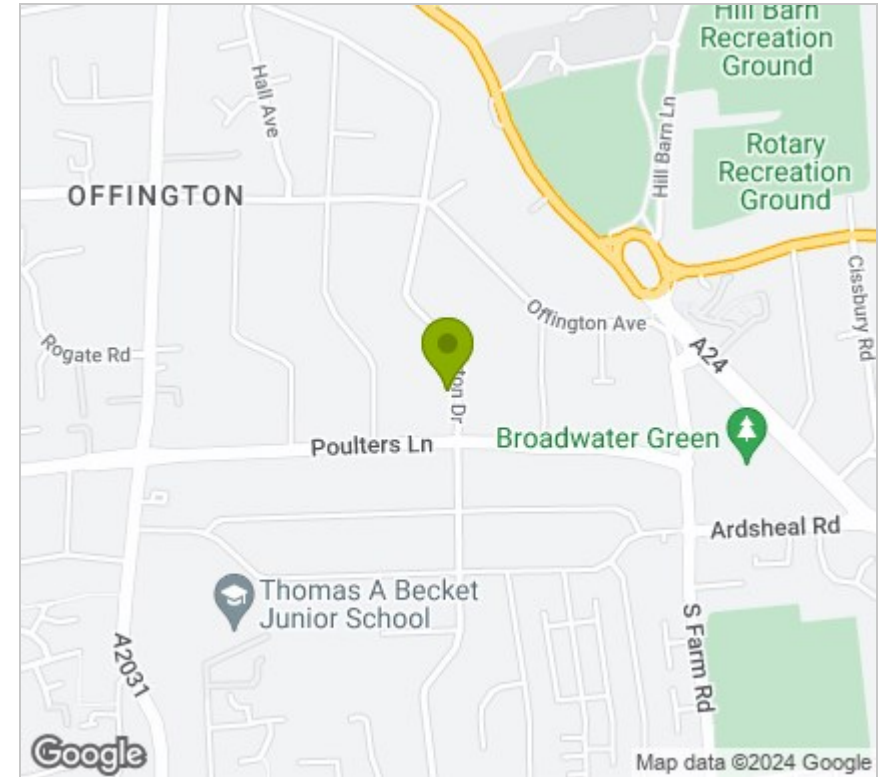 Hill Barn
Recreation
Ground
Hall Ave
Hill Barn Ln
Rotary
Recreation
Ground
OFFINGTON
Cissbury Rd
Offington Ave
Rogate Rd
A24
ton Dr
Poulters Ln
Broadwater Green
Ardsheal Rd
Thomas A Becket
Junior School
S Farm Rd
A2031
Google
Map data ©2024 Google